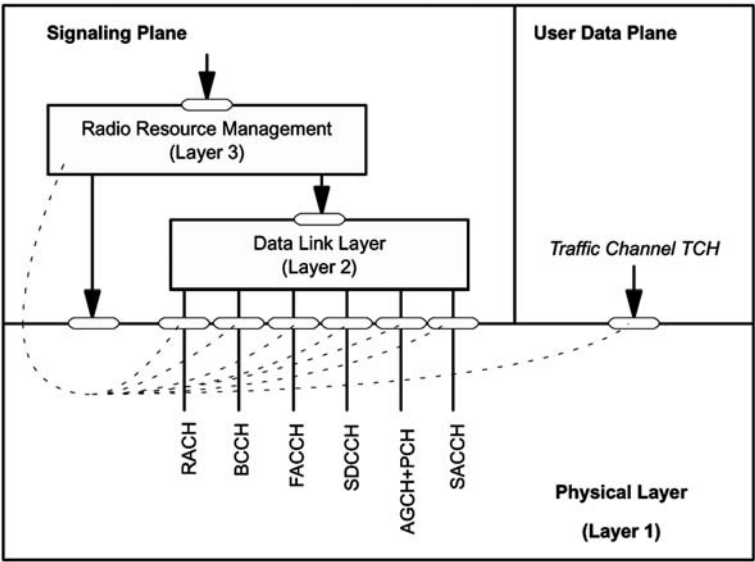 Signaling Plane
User Data Plane
Radio Resource Management
(Layer 3)
Data Link Layer
(Layer 2)
Traffic Channel TCH
RACH
BCCH
FACCH
SDCCH
AGCH+PCH
SACCH
Physical Layer
(Layer 1)